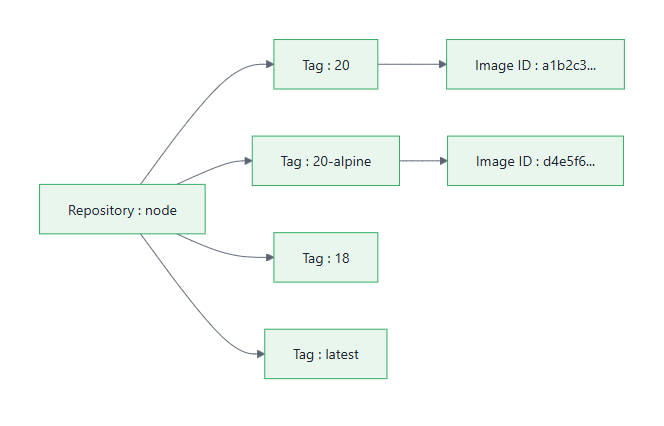 Repository : node
Tag : 20
Image ID : a1b2c3...
Tag : 20-alpine
Image ID : d4e5f6...
Tag : 18
Tag : latest